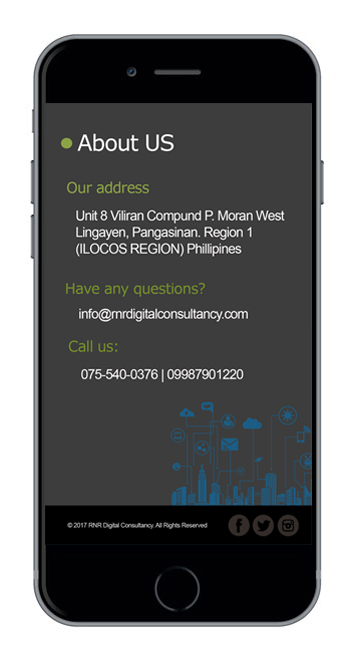 About US
Our address
Unit 8 Viliran Compund P. Moran West
Lingayen, Pangasinan. Region 1
(ILOCOS REGION) Phillipines
Have any questions?
info@rnrdigitalconsultancy.com
Call us:
075-540-0376 | 09987901220
© 2017 RNR Digital Consultancy. All Rights Reserved